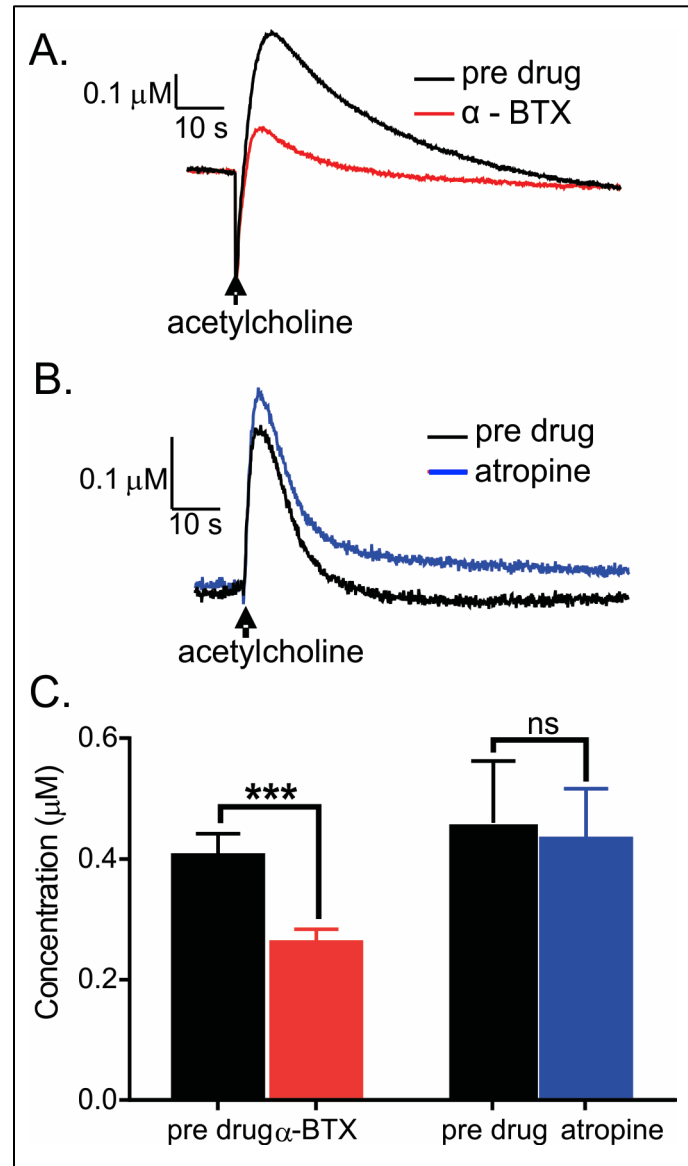 A.
0.1 μM
10 s
pre drug
α - BTX
acetylcholine
B.
0.1 μM
10 s
pre drug
atropine
acetylcholine
C.
Concentration (μM)
0.6
0.4
0.2
0.0
***
ns
pre drug α-BTX
pre drug atropine